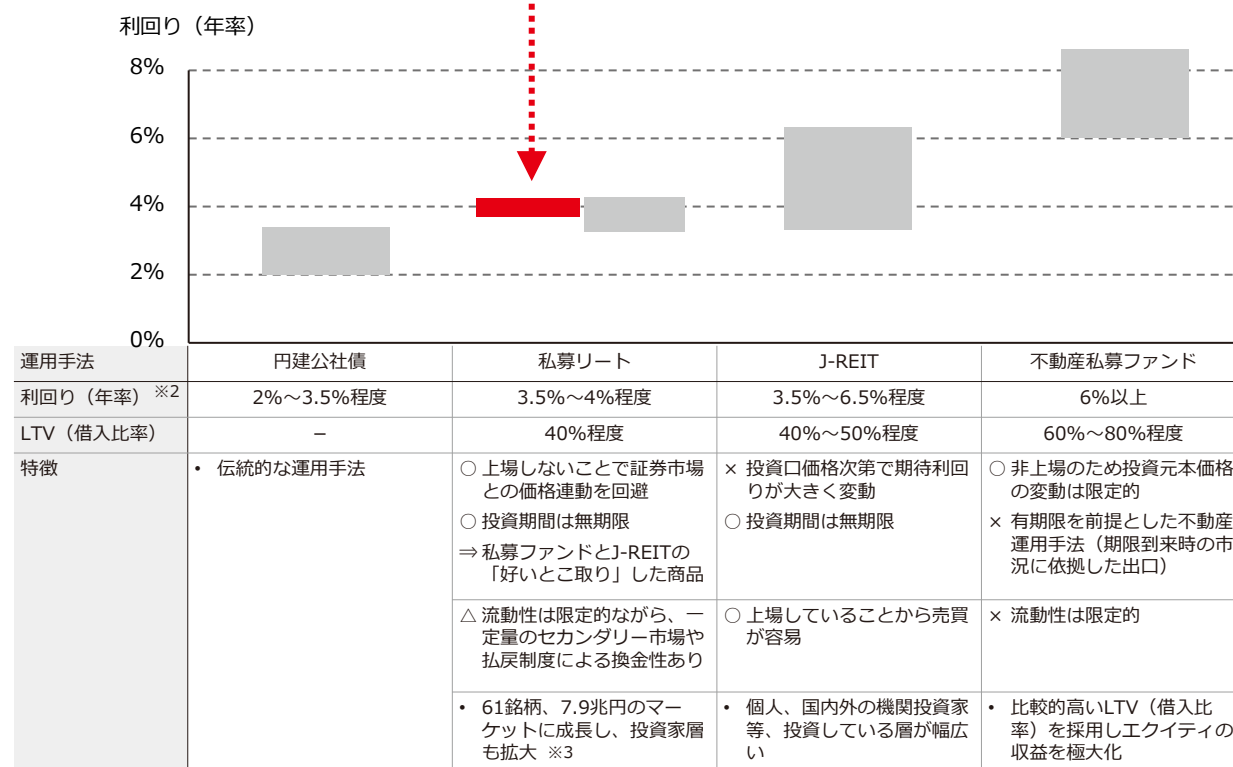 利回り（年率）
8%
6%
4%
2%
0%
運用手法
円建公社債
私募リート
J-REIT
不動産私募ファンド
利回り（年率） ※2
2%～3.5%程度
3.5%～4%程度
3.5%～6.5%程度
6%以上
LTV（借入比率）
－
40%程度
40%～50%程度
60%～80%程度
特徴
• 伝統的な運用手法
○ 上場しないことで証券市場
との価格連動を回避
○ 投資期間は無期限
⇒ 私募ファンドとJ-REITの
「好いとこ取り」した商品
× 投資口価格次第で期待利回
りが大きく変動
○ 投資期間は無期限
○ 非上場のため投資元本価格
の変動は限定的
× 有期限を前提とした不動産
運用手法（期限到来時の市
況に依拠した出口）
△ 流動性は限定的ながら、一
定量のセカンダリー市場や
払戻制度による換金性あり
○ 上場していることから売買
が容易
× 流動性は限定的
• 61銘柄、7.9兆円のマー
ケットに成長し、投資家層
も拡大 ※3
• 個人、国内外の機関投資家
等、投資している層が幅広
い
• 比較的高いLTV（借入比
率）を採用しエクイティの
収益を極大化